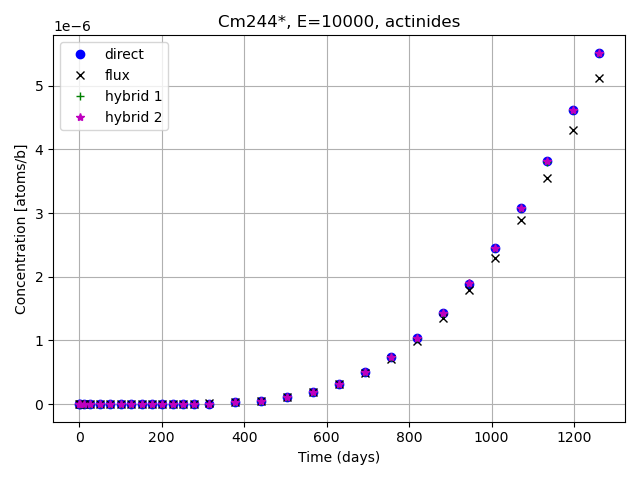 Cm244*, E=10000, actinides
1e−6
direct
flux
hybrid 1
hybrid 2
5
4
3
2
1
0
Concentration [atoms/b]
0 200 400 600 800 1000 1200
Time (days)